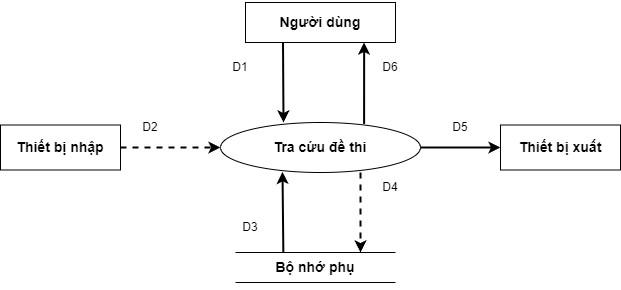 Người dùng
D1
D6
Thiết bị nhập
D2
Tra cứu đề thi
D5
Thiết bị xuất
D3
D4
Bộ nhớ phụ